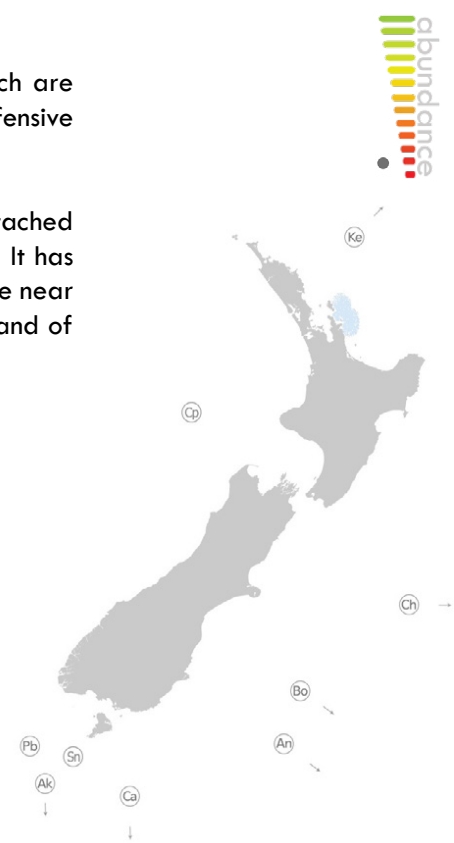 abundance
ch are
fensive
ached
It has
e near
and of
Ke
Cp
Ch
Bo
An
Pb
Sn
Ak
Ca